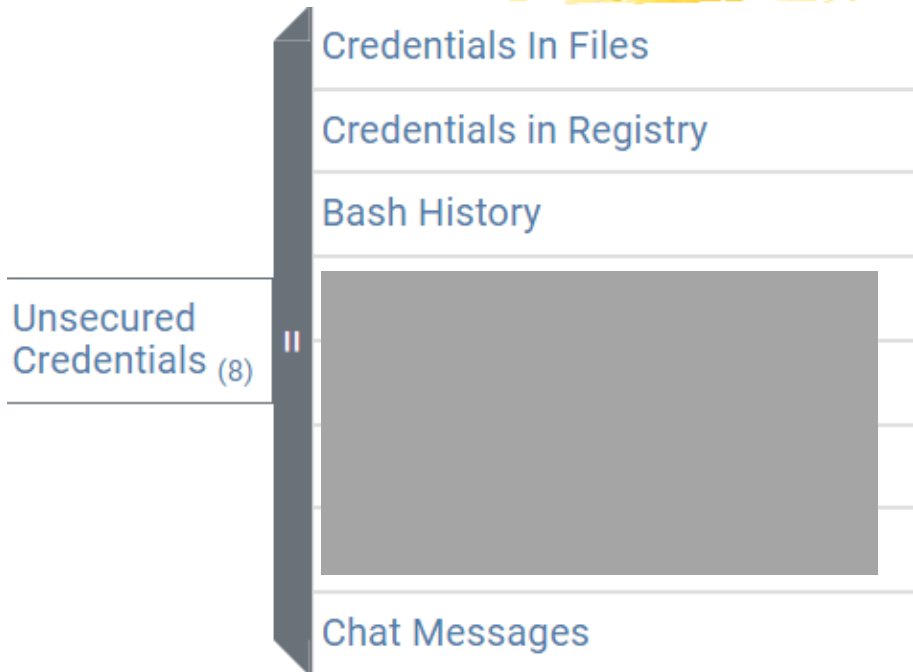 Credentials In Files
Credentials in Registry
Bash History
Unsecured
Credentials (8)
Chat Messages